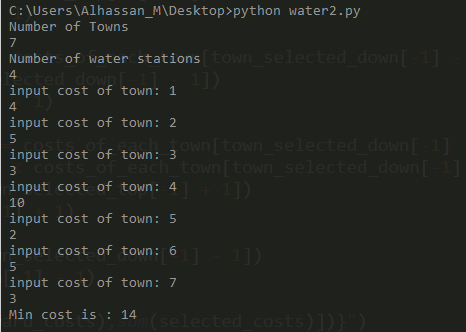 C:\Users\Alhassan_M\Desktop>python water2.py
Number of Towns
7
Number of water stations
4
input cost of town: 1
4
input cost of town: 2
5
input cost of town: 3
3
input cost of town: 4
10
input cost of town: 5
2
input cost of town: 6
5
input cost of town: 7
3
Min cost is : 14